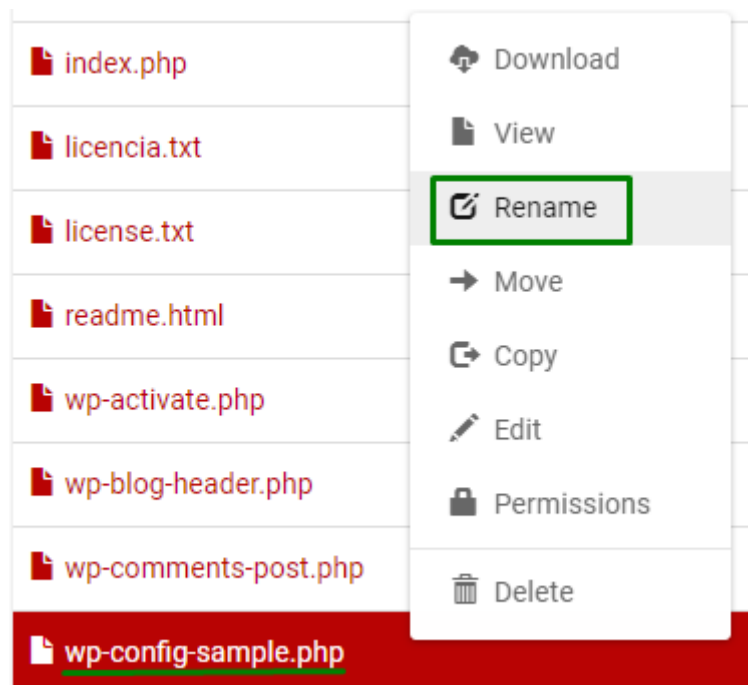 index.php
licencia.txt
license.txt
readme.html
wp-activate.php
wp-blog-header.php
wp-comments-post.php
wp-config-sample.php
Download
View
Rename
Move
Copy
Edit
Permissions
Delete